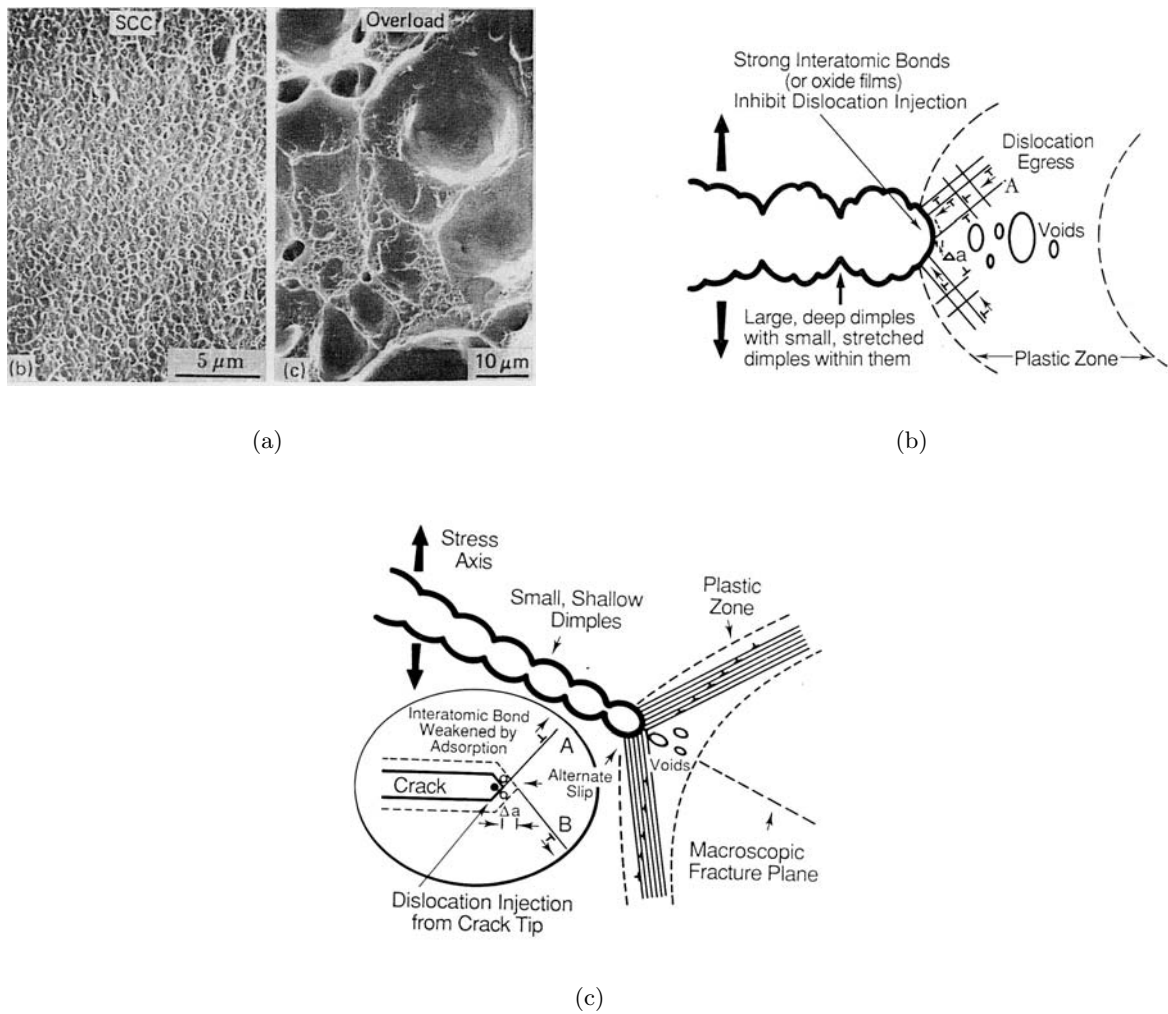 SCC
Overload
(b)
5 μm
(c)
10 μm
(a)
Strong Interatomic Bonds
(or oxide films)
Inhibit Dislocation Injection
Dislocation
Egress
A
Voids
Δa
Large, deep dimples
with small, stretched
dimples within them
Plastic Zone
(b)
Stress
Axis
Small, Shallow
Dimples
Plastic
Zone
Interatomic Bond
Weakened by
Adsorption
A
Crack
Δa
B
Alternate
Slip
Voids
Dislocation Injection
from Crack Tip
Macroscopic
Fracture Plane
(c)